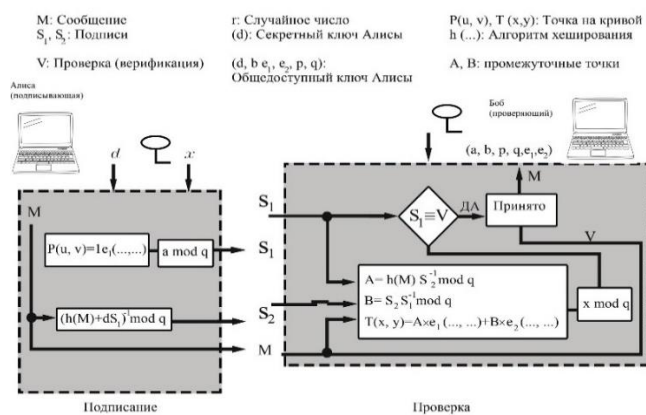 M: Сообщение
S₁, S₂: Подписи
V: Проверка (верификация)
r: Случайное число
(d): Секретный ключ Алисы
(d, b e₁, e₂, p, q):
Общедоступный ключ Алисы
P(u, v), T (x,y): Точка на кривой
h (...): Алгоритм хеширования
A, B: промежуточные точки
Алиса
(подписывающая)
Боб
(проверяющий)
d
x
(a, b, p, q,e₁,e₂)
M
M
S₁
S₁
S₁≡V
ДА
Принято
V
P(u, v)=1e₁(...,...)
a mod q
A= h(M) S₂⁻¹mod q
B= S₂ S₁⁻¹mod q
T(x, y)=A×e₁ (..., ...)+B×e₂ (..., ...)
x mod q
(h(M)+dS₁)⁻¹mod q
S₂
M
Подписание
Проверка